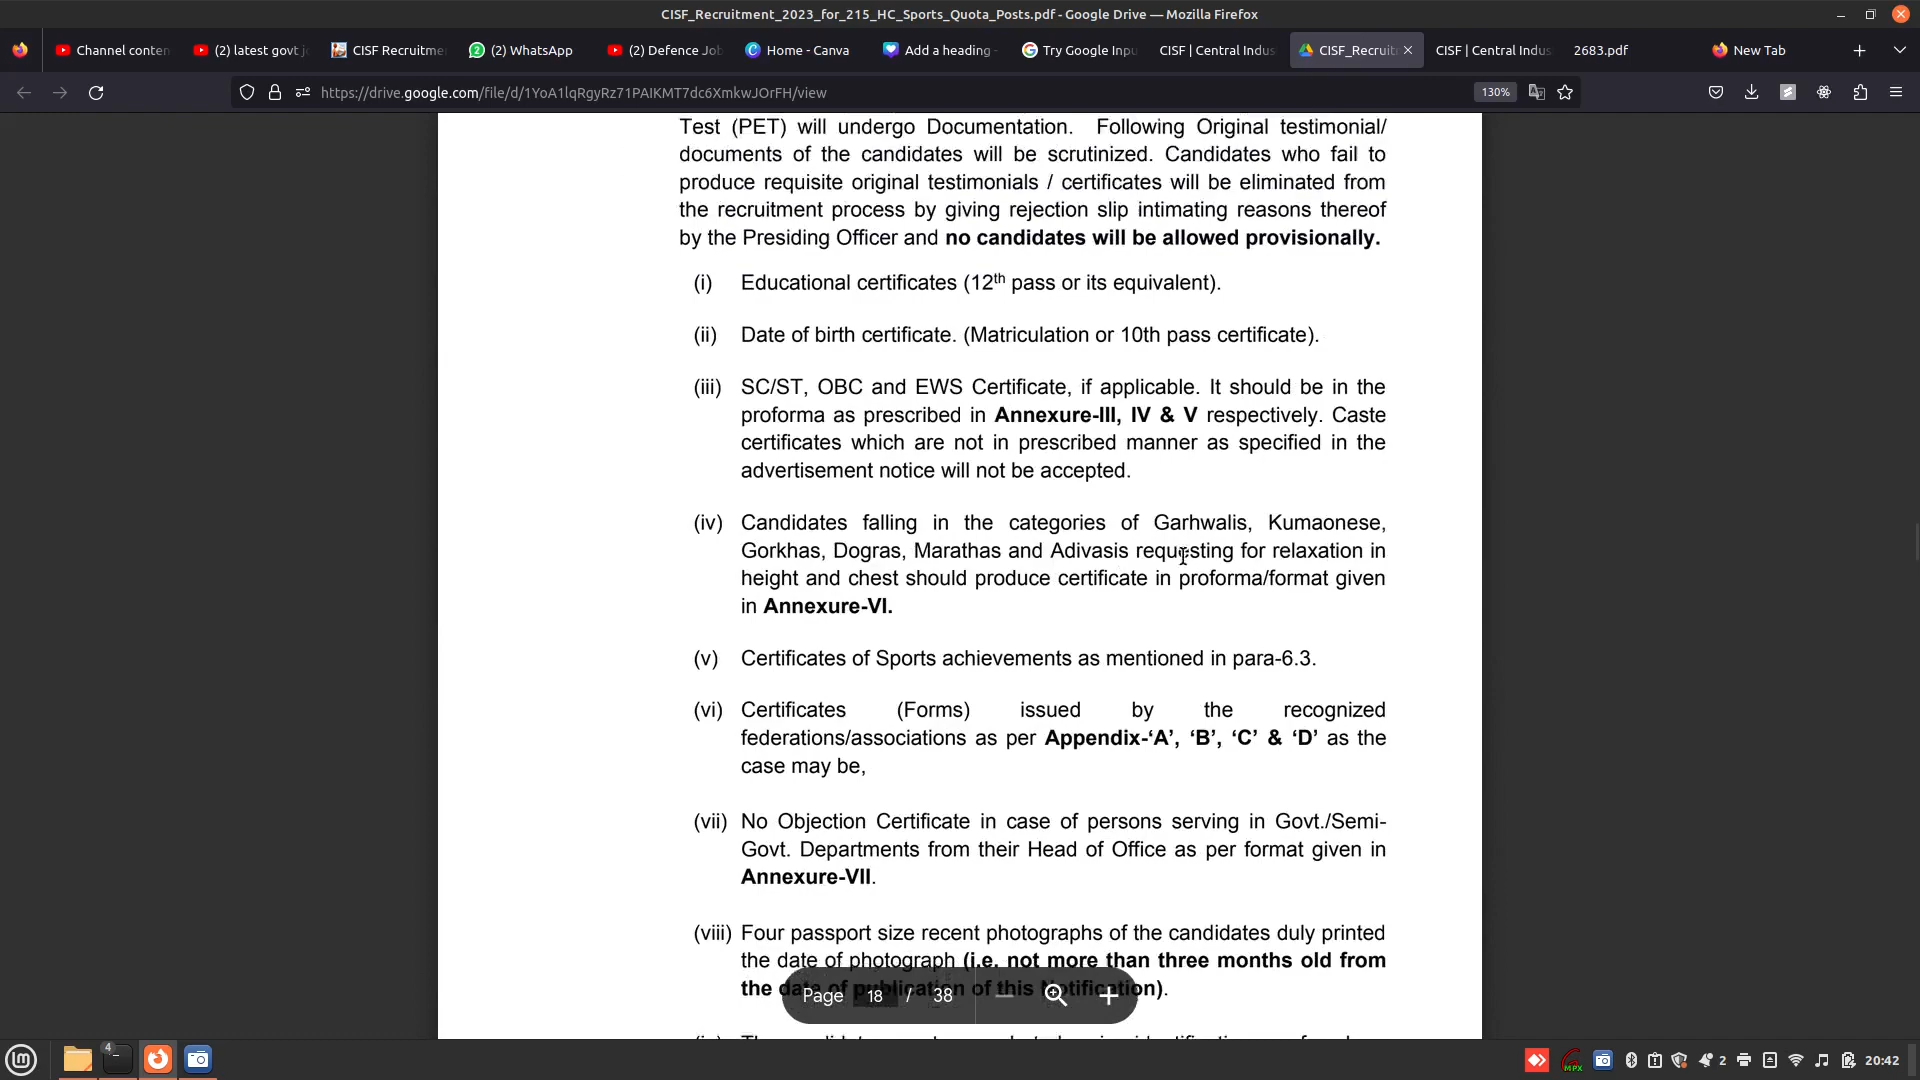 CISF_Recruitment_2023_for_215_HC_Sports_Quota_Posts.pdf - Google Drive — Mozilla Firefox
Channel conten
(2) latest govt jo
CISF Recruitme
(2) WhatsApp
(2) Defence Job
Home - Canva
Add a heading -
Try Google Inpu
CISF | Central Indus
CISF_Recruit
CISF | Central Indus
2683.pdf
New Tab
https://drive.google.com/file/d/1YoA1lqRgyRz71PAIKMT7dc6XmkwJOrFH/view
130%
Test (PET) will undergo Documentation. Following Original testimonial/
documents of the candidates will be scrutinized. Candidates who fail to
produce requisite original testimonials / certificates will be eliminated from
the recruitment process by giving rejection slip intimating reasons thereof
by the Presiding Officer and no candidates will be allowed provisionally.
(i) Educational certificates (12th pass or its equivalent).
(ii) Date of birth certificate. (Matriculation or 10th pass certificate).
(iii) SC/ST, OBC and EWS Certificate, if applicable. It should be in the
proforma as prescribed in Annexure-III, IV & V respectively. Caste
certificates which are not in prescribed manner as specified in the
advertisement notice will not be accepted.
(iv) Candidates falling in the categories of Garhwalis, Kumaonese,
Gorkhas, Dogras, Marathas and Adivasis requesting for relaxation in
height and chest should produce certificate in proforma/format given
in Annexure-VI.
(v) Certificates of Sports achievements as mentioned in para-6.3.
(vi) Certificates (Forms) issued by the recognized
federations/associations as per Appendix-‘A’, ‘B’, ‘C’ & ‘D’ as the
case may be,
(vii) No Objection Certificate in case of persons serving in Govt./Semi-
Govt. Departments from their Head of Office as per format given in
Annexure-VII.
(viii) Four passport size recent photographs of the candidates duly printed
the date of photograph (i.e. not more than three months old from
the date of publication of this Notification).
Page 18 / 38
4
MPX
2
20:42